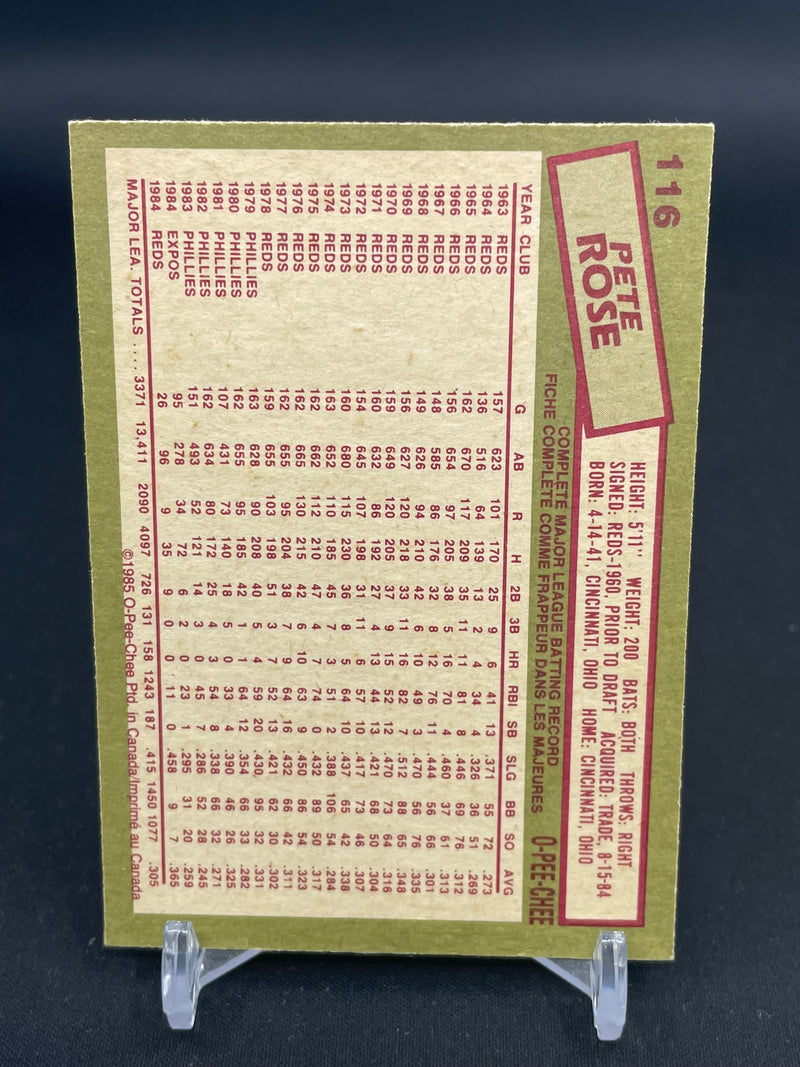 116
PETE
ROSE
HEIGHT: 5'11" WEIGHT: 200 BATS: BOTH THROWS: RIGHT
SIGNED: REDS-1960, PRIOR TO DRAFT ACQUIRED: TRADE, 8-15-84
BORN: 4-14-41, CINCINNATI, OHIO HOME: CINCINNATI, OHIO
COMPLETE MAJOR LEAGUE BATTING RECORD
FICHE COMPLÈTE COMME FRAPPEUR DANS LES MAJEURES
O-PEE-CHEE
YEAR CLUB G AB R H 2B 3B HR RBI SB SLG BB SO AVG
1963 REDS 157 623 101 170 25 9 6 41 13 .371 55 72 .273
1964 REDS 136 516 64 139 13 2 4 34 4 .326 36 51 .269
1965 REDS 162 670 117 209 35 11 11 81 8 .446 69 76 .312
1966 REDS 156 654 97 205 38 5 16 70 4 .460 37 61 .313
1967 REDS 148 585 86 176 32 8 12 76 11 .444 56 66 .301
1968 REDS 149 626 94 210 42 6 10 49 3 .470 56 76 .335
1969 REDS 156 627 120 218 33 11 16 82 7 .512 88 65 .348
1970 REDS 159 649 120 205 37 9 15 52 12 .470 73 64 .316
1971 REDS 160 632 86 192 27 4 13 44 13 .421 68 50 .304
1972 REDS 154 645 107 198 31 11 6 57 10 .417 73 46 .307
1973 REDS 160 680 115 230 36 8 5 64 10 .437 65 42 .338
1974 REDS 163 652 110 185 45 7 3 51 2 .388 106 54 .284
1975 REDS 162 662 112 210 47 4 7 74 0 .432 89 50 .317
1976 REDS 162 665 130 215 42 6 10 63 9 .450 86 54 .323
1977 REDS 162 655 95 204 38 7 9 64 16 .432 66 42 .311
1978 REDS 159 655 103 198 51 3 7 52 13 .421 62 30 .302
1979 PHILLIES 163 628 90 208 40 5 4 59 20 .430 95 32 .331
1980 PHILLIES 162 655 95 185 42 1 1 64 12 .354 66 33 .282
1981 PHILLIES 107 431 73 140 18 5 0 33 4 .390 46 26 .325
1982 PHILLIES 162 634 80 172 25 4 3 54 8 .338 66 32 .271
1983 PHILLIES 151 493 52 121 14 3 0 45 7 .286 52 28 .245
1984 EXPOS 95 278 34 72 6 2 0 23 1 .295 31 20 .259
1984 REDS 26 96 9 35 9 0 0 11 0 .458 9 7 .365
MAJOR LEA. TOTALS .... 3371 13,411 2090 4097 726 131 158 1243 187 .415 1450 1077 .305
©1985 O-Pee-Chee Ptd. in Canada/Imprimé au Canada